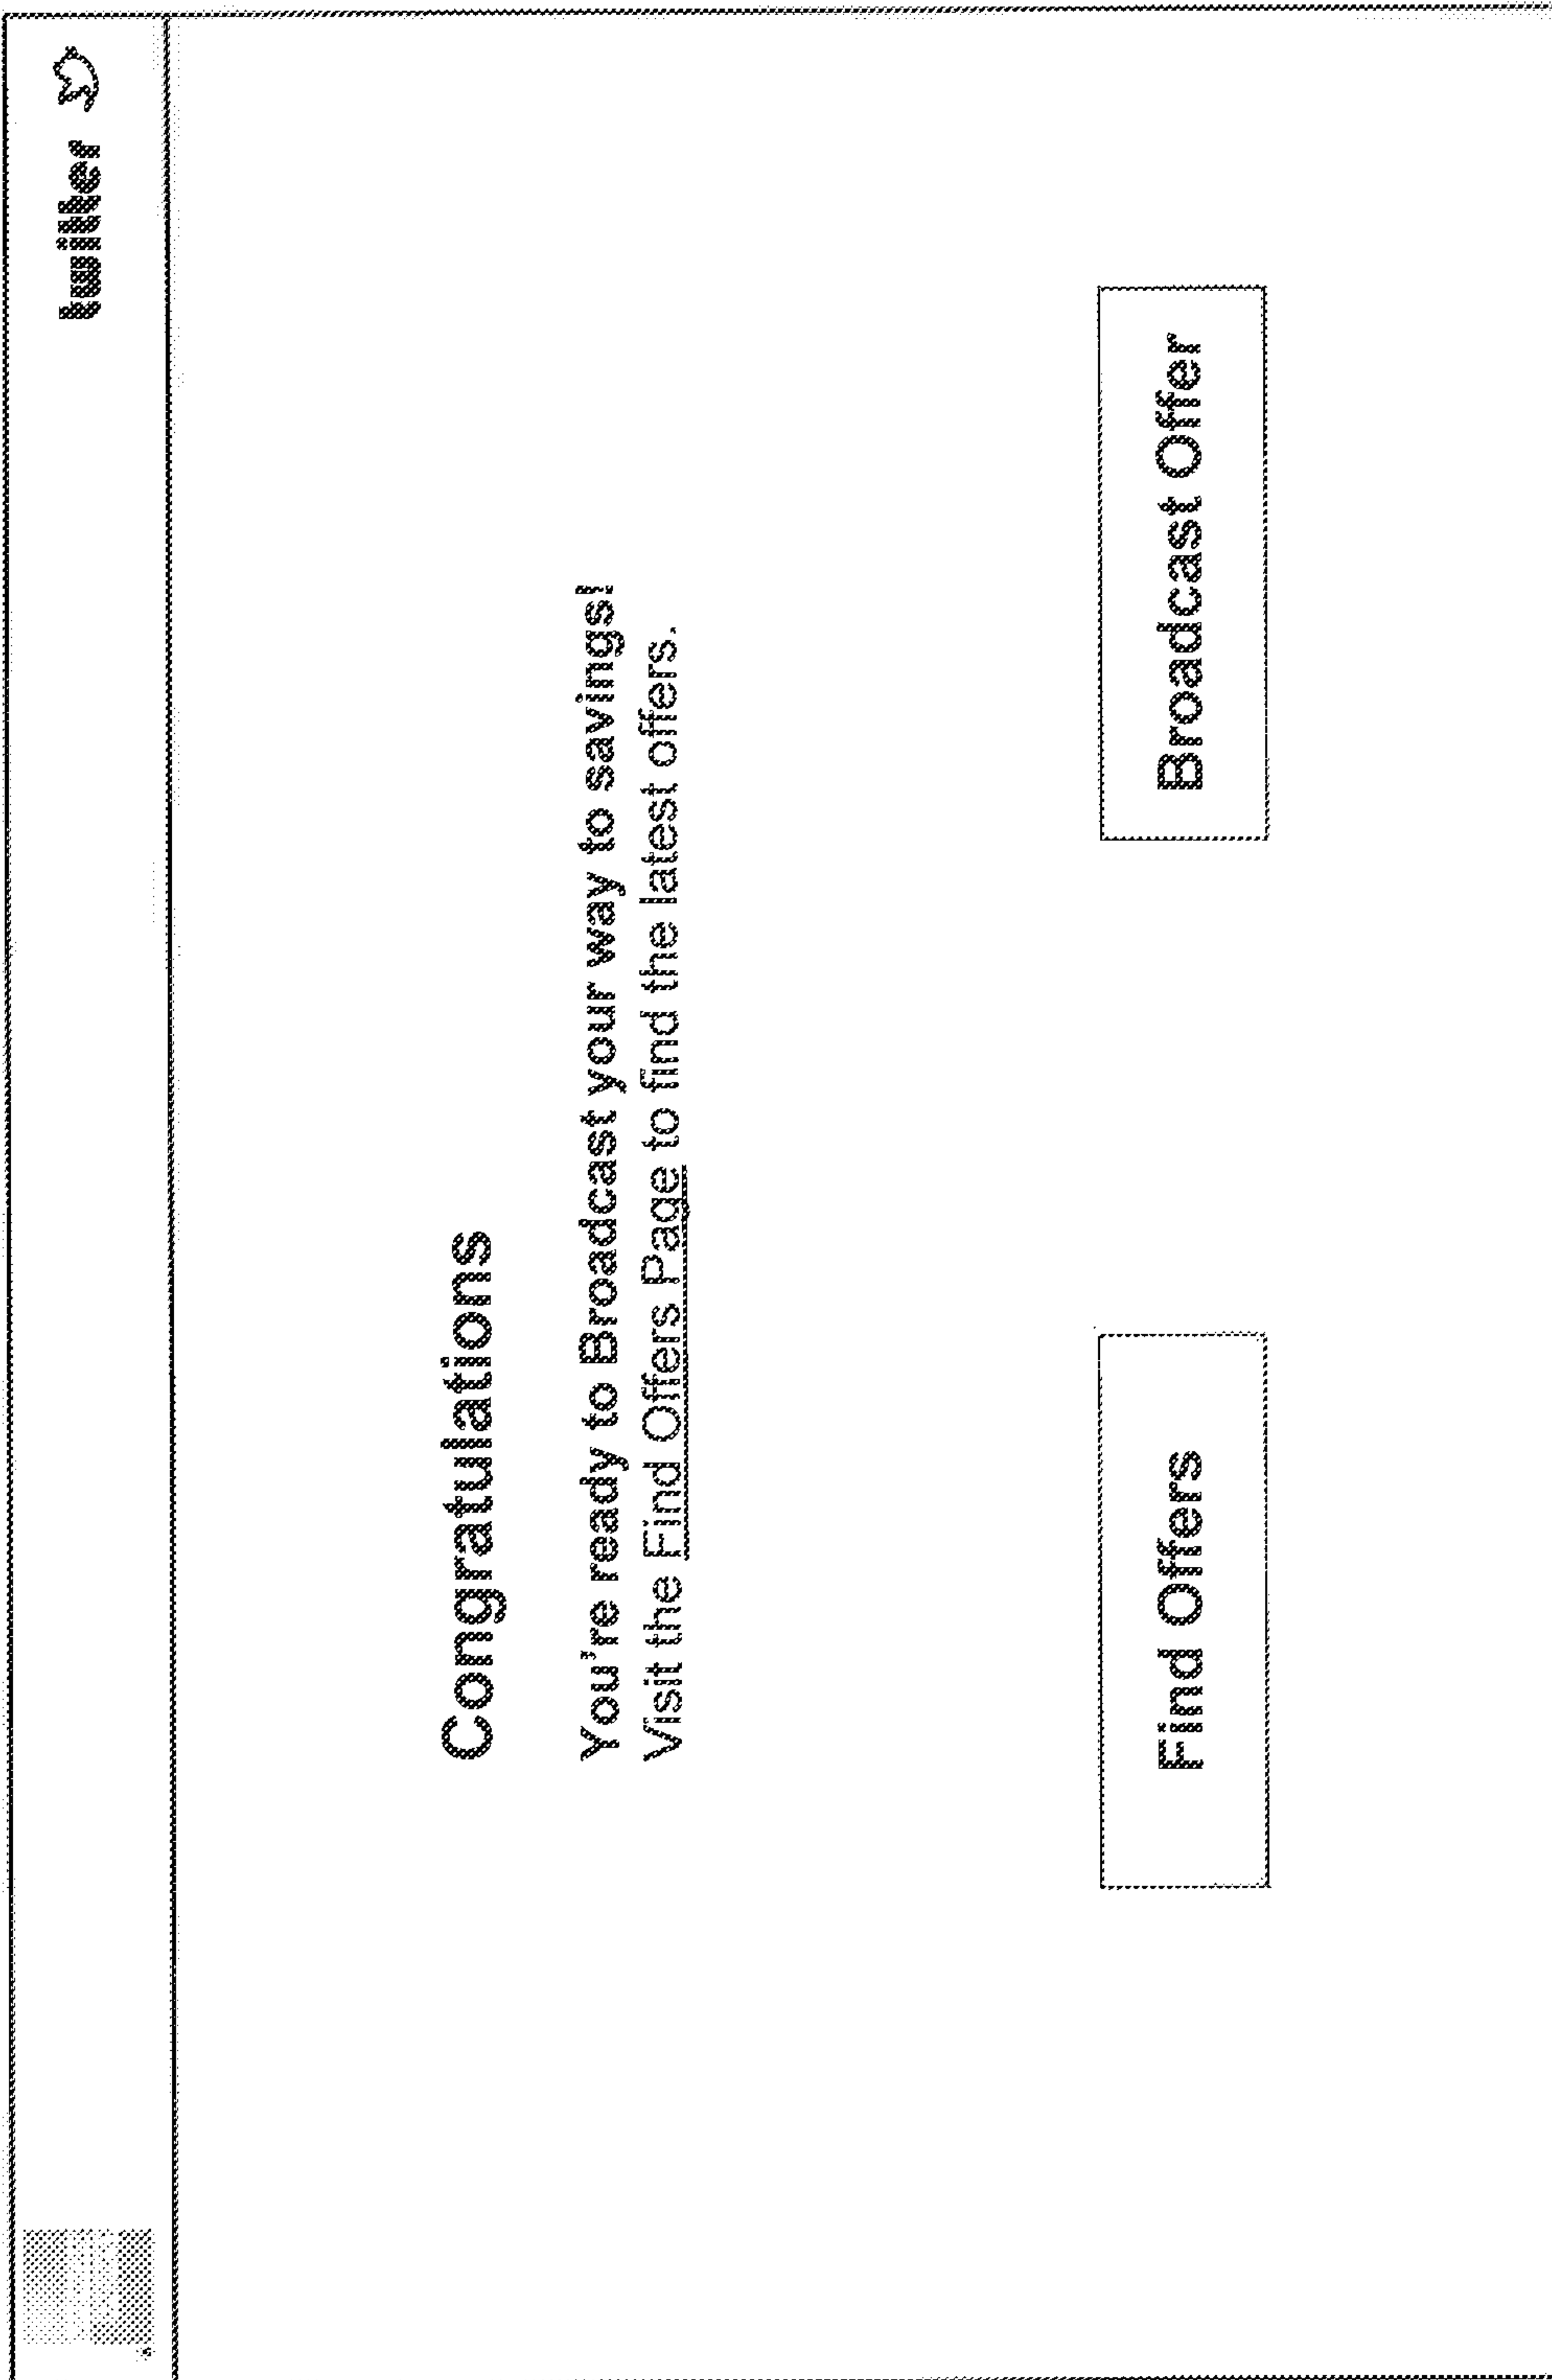 twitter
Congratulations
You're ready to Broadcast your way to savings!
Visit the Find Offers Page to find the latest offers.
Find Offers
Broadcast Offer